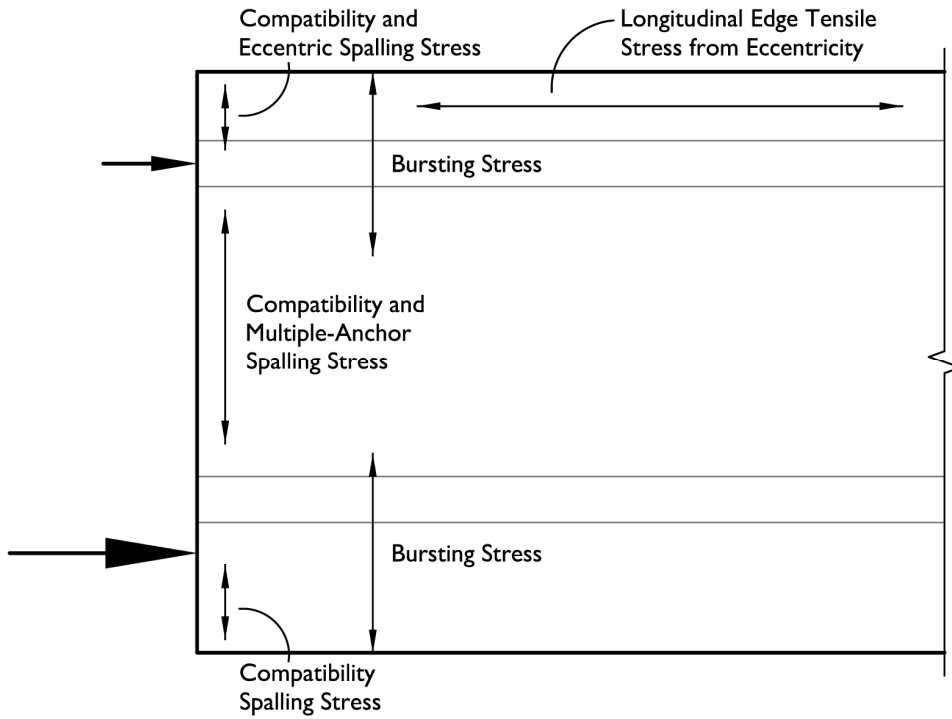 Compatibility and
Eccentric Spalling Stress
Longitudinal Edge Tensile
Stress from Eccentricity
Bursting Stress
Compatibility and
Multiple-Anchor
Spalling Stress
Bursting Stress
Compatibility
Spalling Stress